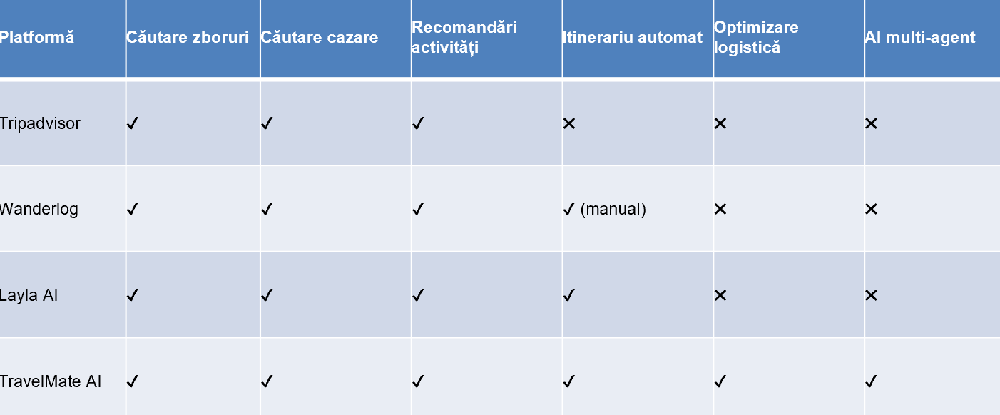 Platformă Căutare zboruri Căutare cazare Recomandări activități Itinerariu automat Optimizare logistică AI multi-agent
Tripadvisor ✓ ✓ ✓ ✕ ✕ ✕
Wanderlog ✓ ✓ ✓ ✓ (manual) ✕ ✕
Layla AI ✓ ✓ ✓ ✓ ✕ ✕
TravelMate AI ✓ ✓ ✓ ✓ ✓ ✓